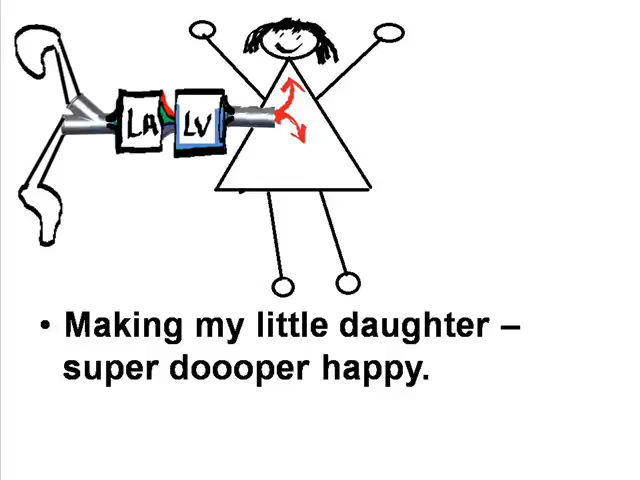 LA LV
• Making my little daughter –
super doooper happy.